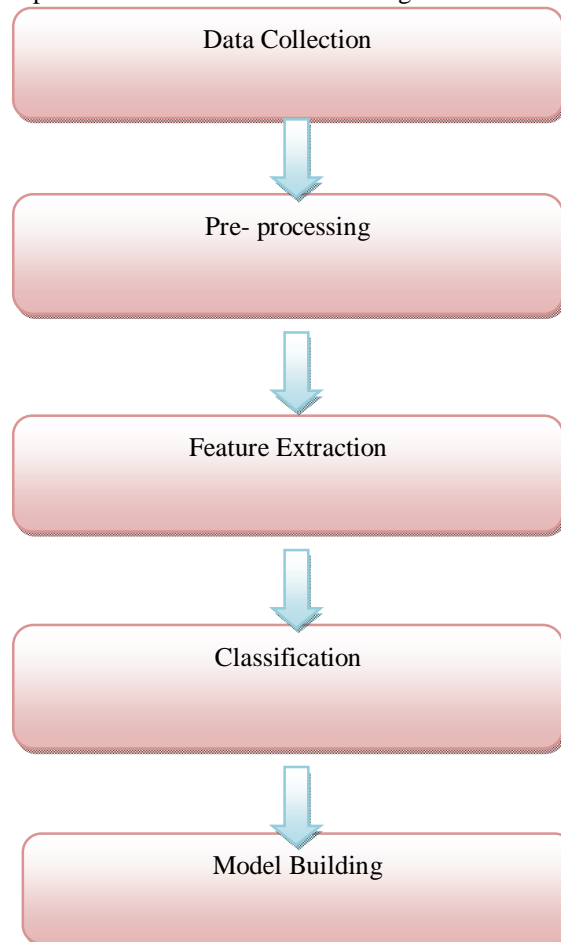 Data Collection
Pre- processing
Feature Extraction
Classification
Model Building